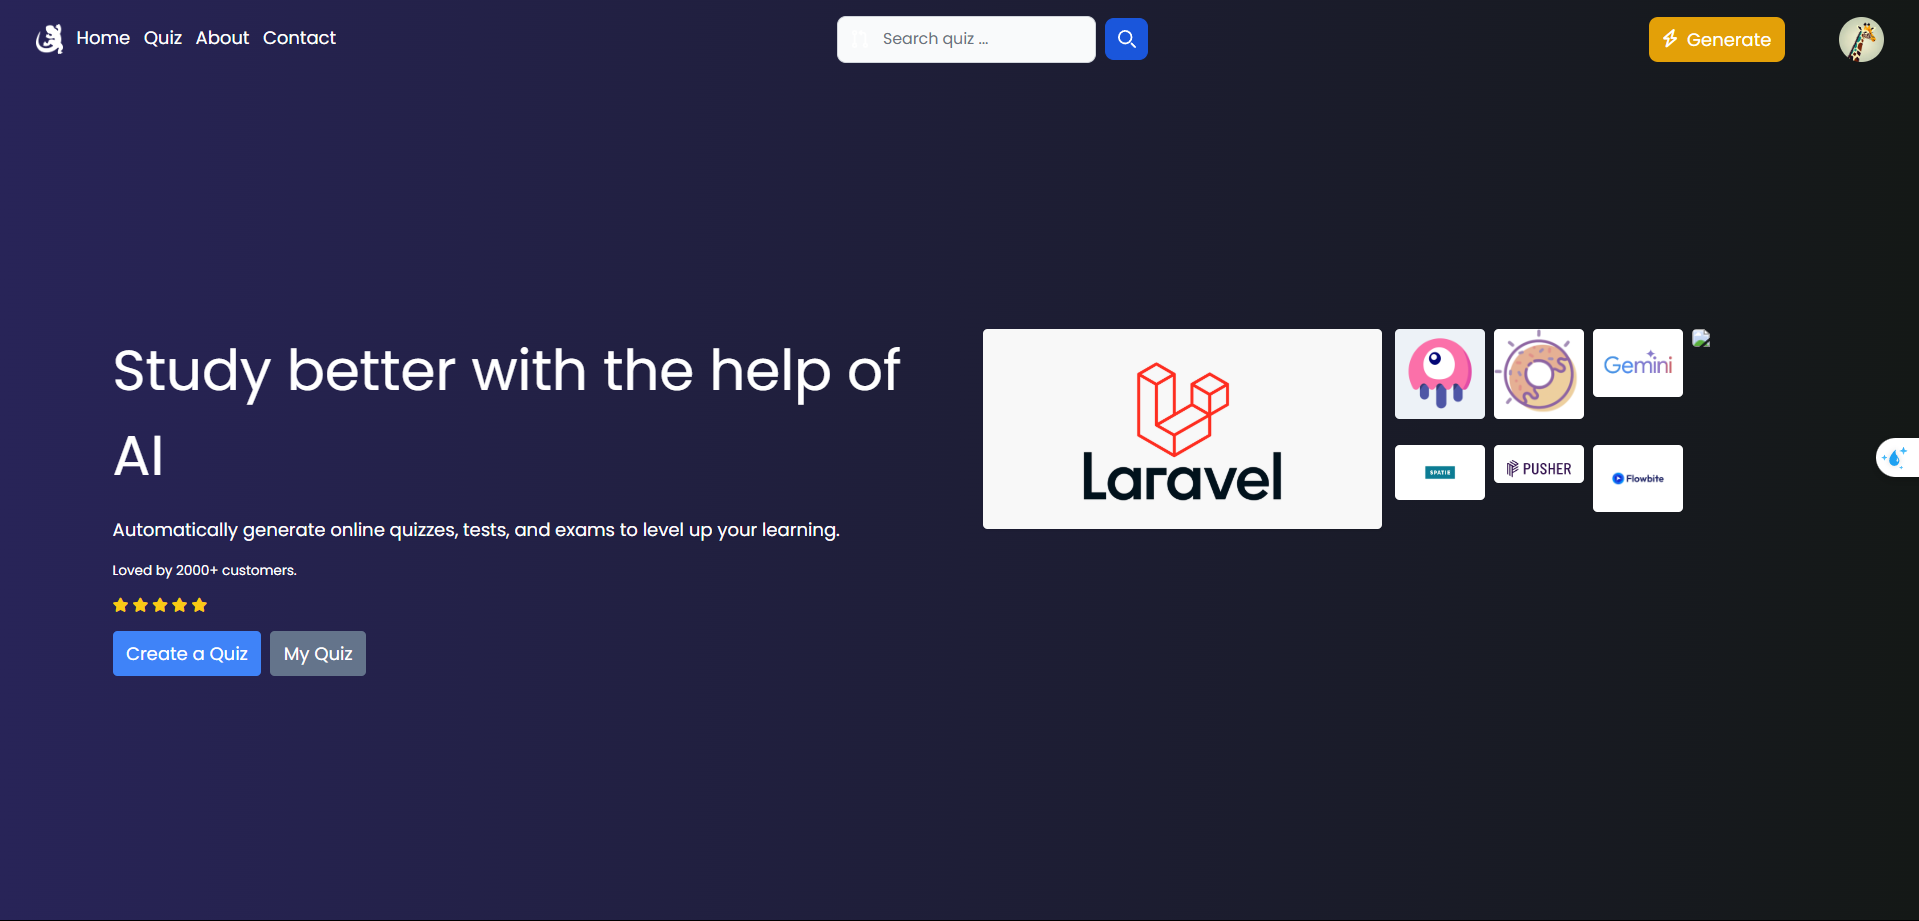 Home Quiz About Contact
Search quiz ...
Generate
Study better with the help of
AI
Automatically generate online quizzes, tests, and exams to level up your learning.
Loved by 2000+ customers.
Create a Quiz
My Quiz
Laravel
Gemini
SPATIE
PUSHER
Flowbite